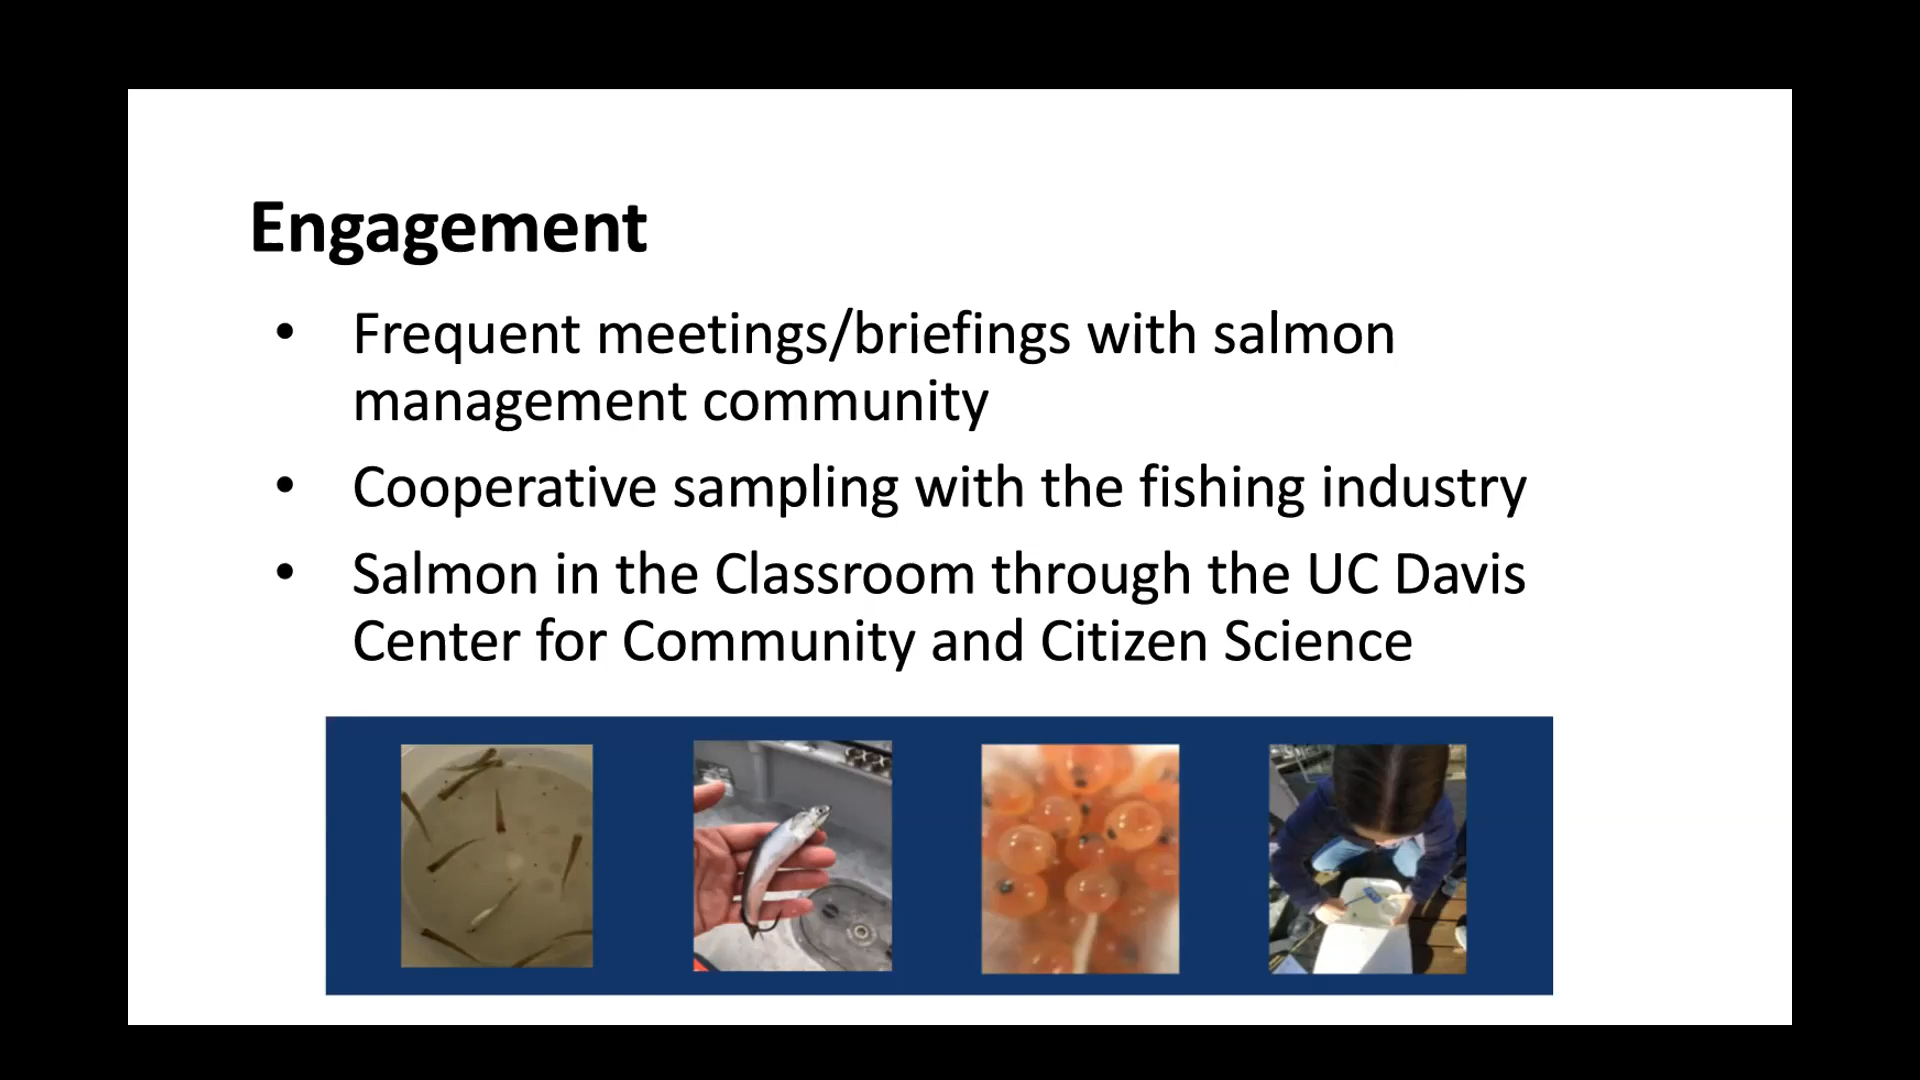 Engagement
• Frequent meetings/briefings with salmon
management community
• Cooperative sampling with the fishing industry
• Salmon in the Classroom through the UC Davis
Center for Community and Citizen Science